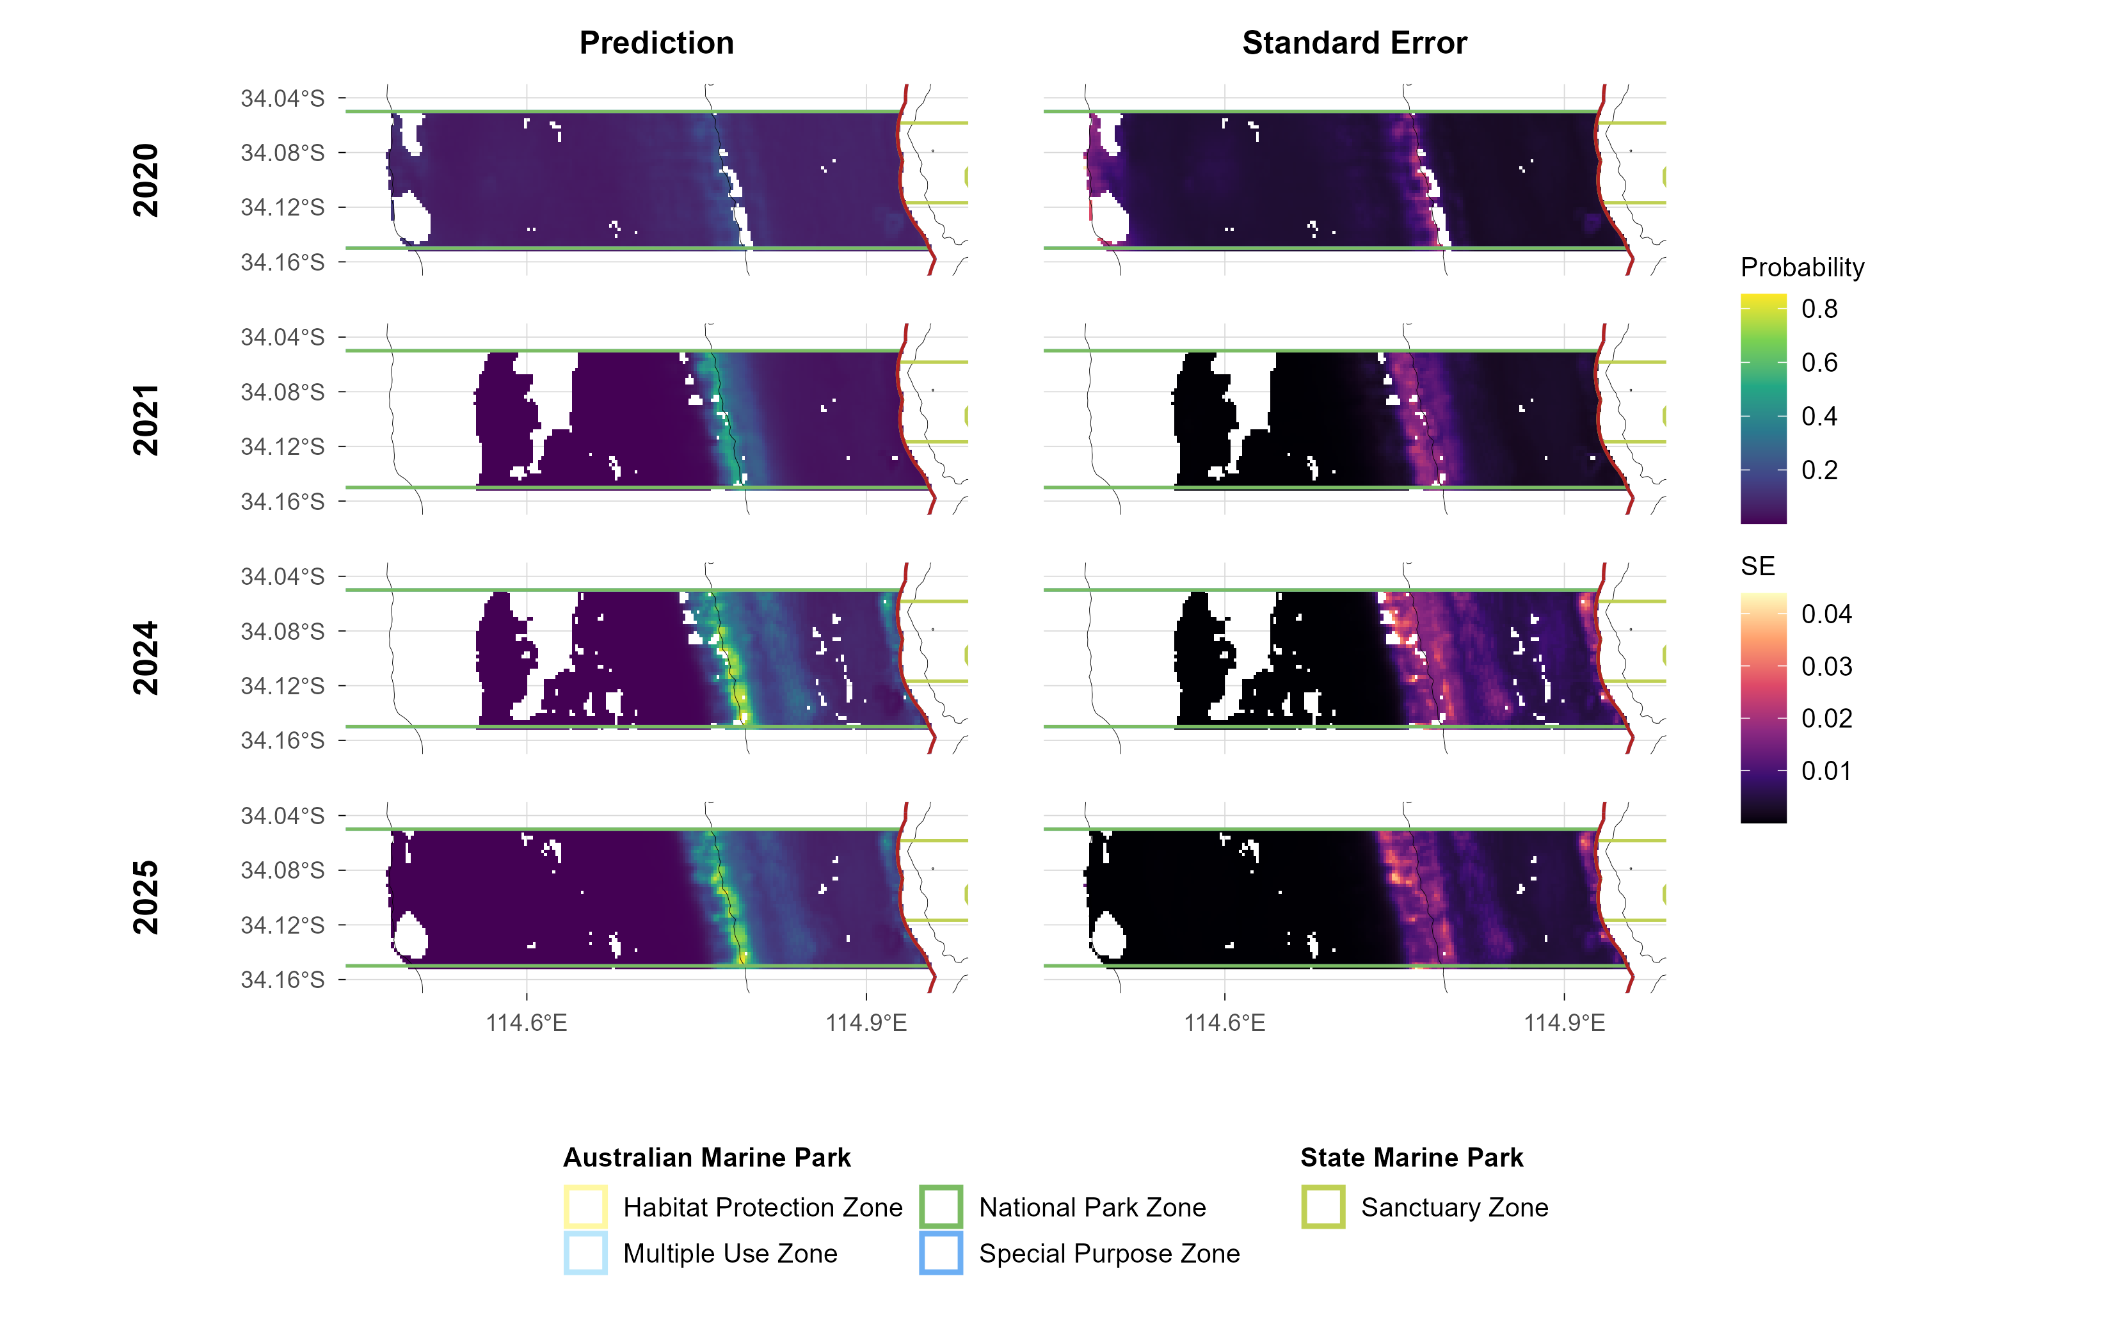 Prediction Standard Error
2020
34.04°S
34.08°S
34.12°S
34.16°S
2021
34.04°S
34.08°S
34.12°S
34.16°S
2024
34.04°S
34.08°S
34.12°S
34.16°S
2025
34.04°S
34.08°S
34.12°S
34.16°S
114.6°E 114.9°E 114.6°E 114.9°E
Probability
0.8
0.6
0.4
0.2
SE
0.04
0.03
0.02
0.01
Australian Marine Park
Habitat Protection Zone National Park Zone
Multiple Use Zone Special Purpose Zone
State Marine Park
Sanctuary Zone